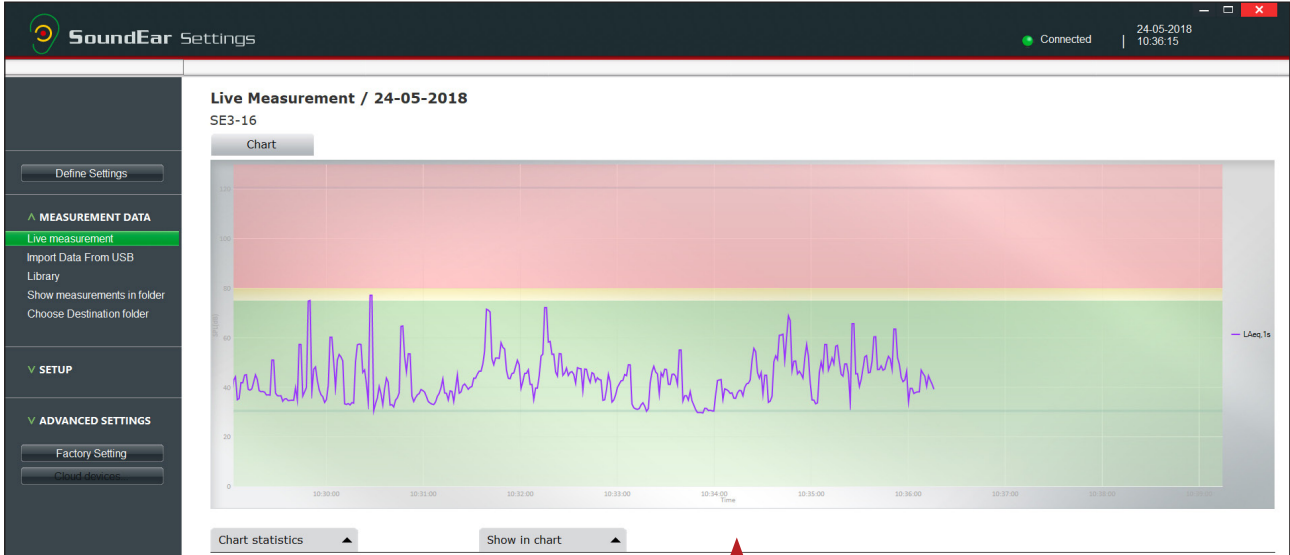 SoundEar Settings
Connected
24-05-2018
10:36:15
Live Measurement / 24-05-2018
SE3-16
Chart
Define Settings
MEASUREMENT DATA
Live measurement
Import Data From USB
Library
Show measurements in folder
Choose Destination folder
SETUP
ADVANCED SETTINGS
Factory Setting
Cloud devices...
120
100
80
60
40
20
0
10:30:00
10:31:00
10:32:00
10:33:00
10:34:00
10:35:00
10:36:00
10:37:00
10:38:00
Time
LAeq,1s
Chart statistics
Show in chart